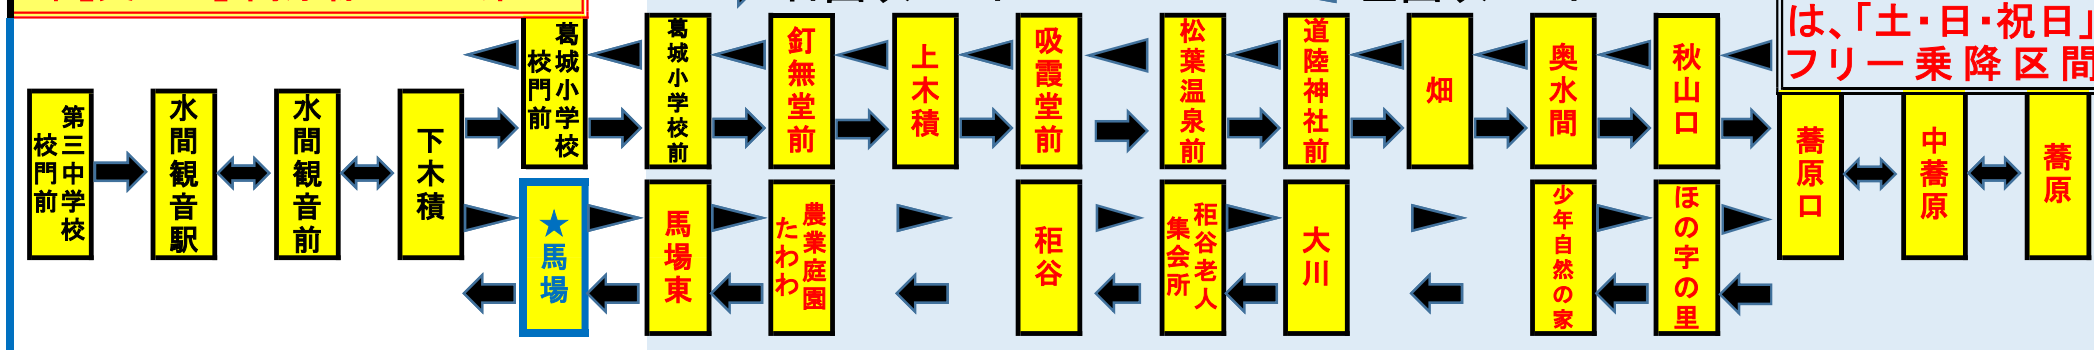 は、「土・日・祝日」
フリー乗降区間
葛城小学校
校門前
葛城小学校前
釘無堂前
上木積
吸霞堂前
松葉温泉前
道陸神社前
畑
奥水間
秋山口
第三中学校
校門前
水間観音駅
水間観音前
下木積
蕎原口
中蕎原
蕎原
★馬場
馬場東
農業庭園
たわわ
秬谷
秬谷老人
集会所
大川
少年自然の家
ほの字の里